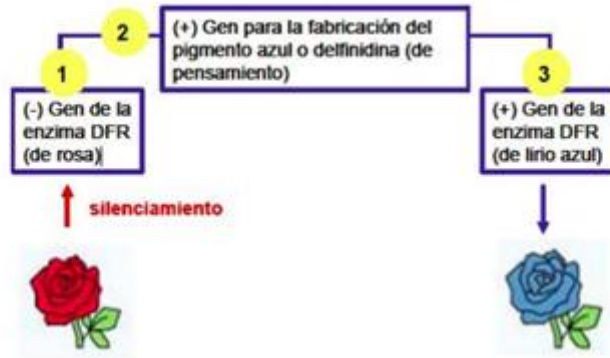 2
(+) Gen para la fabricación del
pigmento azul o delfinidina (de
pensamiento)
1
(-) Gen de la
enzima DFR
(de rosa)
3
(+) Gen de la
enzima DFR
(de lirio azul)
silenciamiento